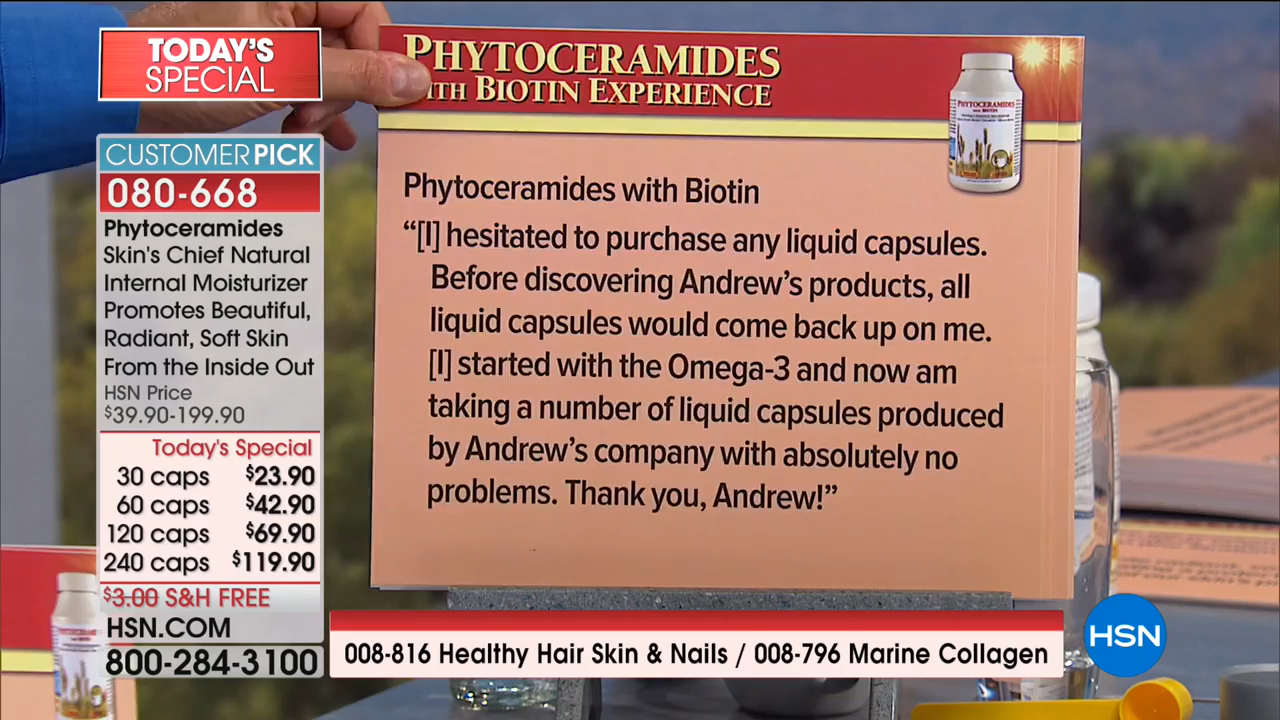 TODAY'S
SPECIAL
CUSTOMER PICK
080-668
Phytoceramides
Skin's Chief Natural
Internal Moisturizer
Promotes Beautiful,
Radiant, Soft Skin
From the Inside Out
HSN Price
$39.90-199.90
Today's Special
30 caps $23.90
60 caps $42.90
120 caps $69.90
240 caps $119.90
$3.00 S&H FREE
HSN.COM
800-284-3100
PHYTOCERAMIDES
ITH BIOTIN EXPERIENCE
PHYTOCERAMIDES
WITH BIOTIN
Phytoceramides with Biotin
“[I] hesitated to purchase any liquid capsules.
Before discovering Andrew’s products, all
liquid capsules would come back up on me.
[I] started with the Omega-3 and now am
taking a number of liquid capsules produced
by Andrew’s company with absolutely no
problems. Thank you, Andrew!”
008-816 Healthy Hair Skin & Nails / 008-796 Marine Collagen
HSN